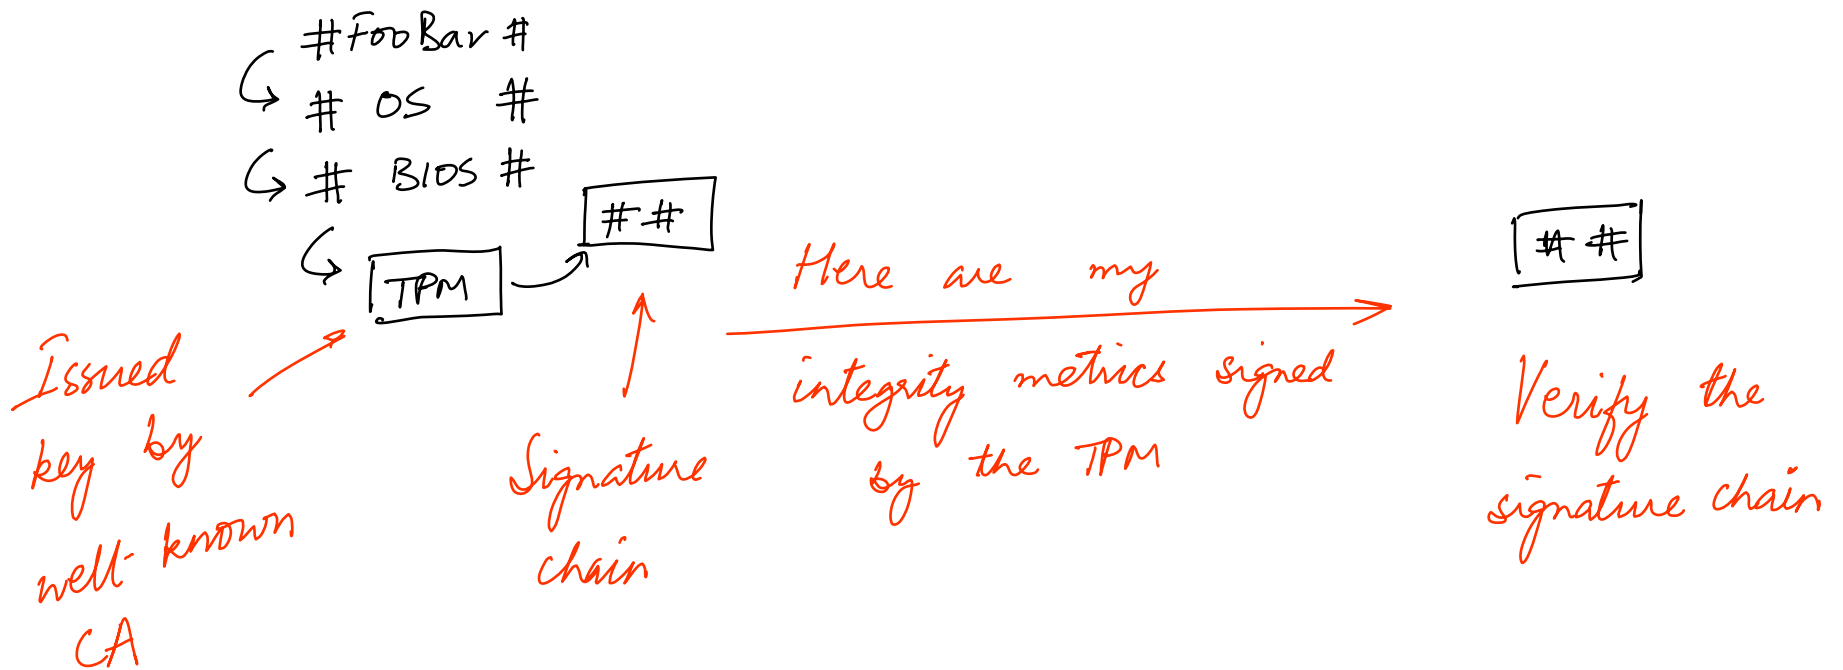 #FooBar #
# OS #
# BIOS #
TPM
##
Issued
key by
well-known
CA
Signature
chain
Here are my
integrity metrics signed
by the TPM
##
Verify the
signature chain